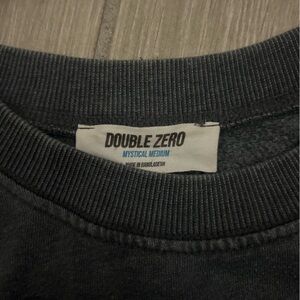 DOUBLE ZERO
MYSTICAL MEDIUM
MADE IN BANGLADESH